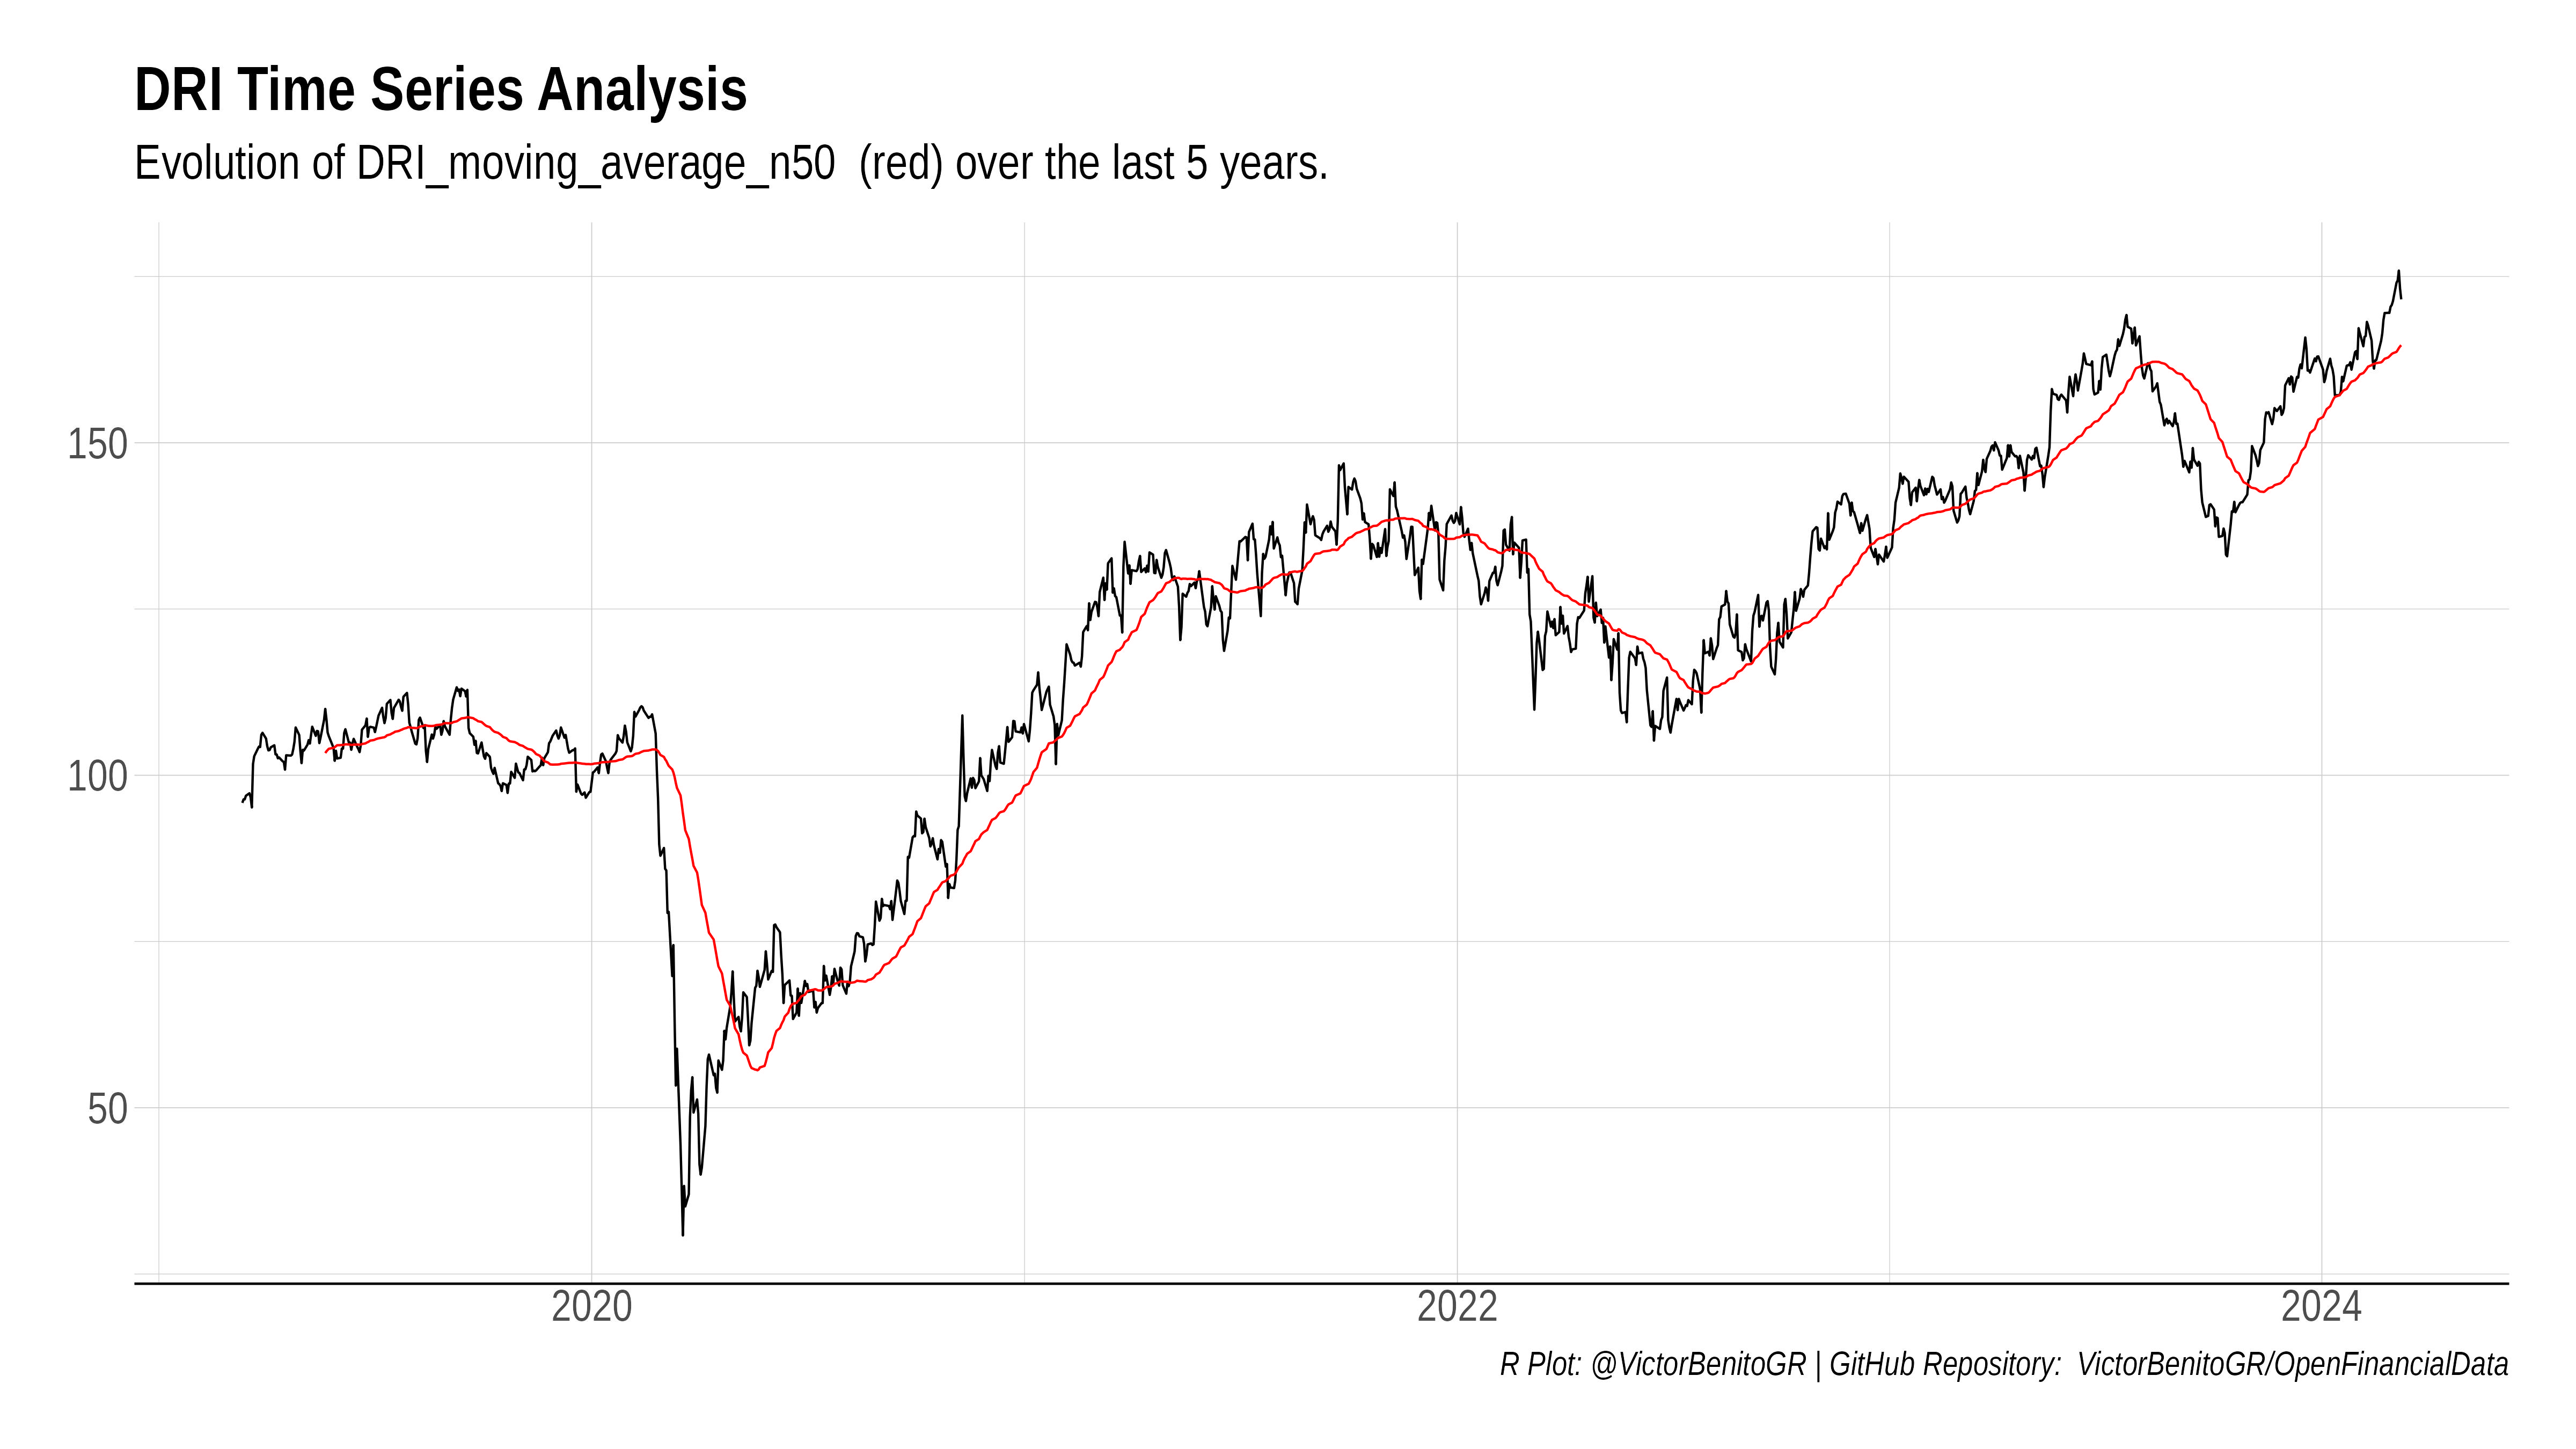 DRI Time Series Analysis
Evolution of DRI_moving_average_n50  (red) over the last 5 years.
150
100
50
2020 2022 2024
R Plot: @VictorBenitoGR | GitHub Repository:  VictorBenitoGR/OpenFinancialData